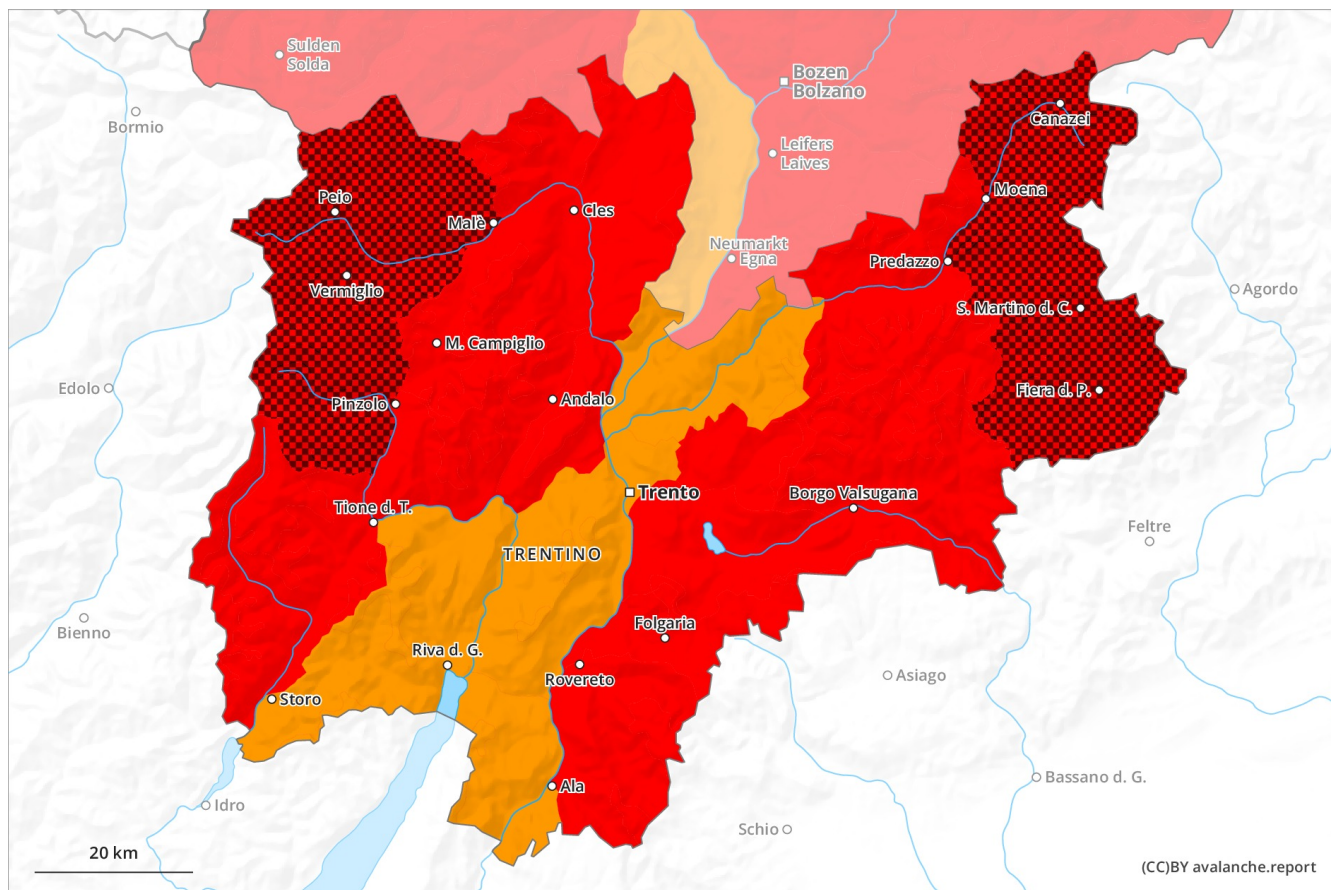 Sulden
Solda
Bozen
Bolzano
Bormio
Canazei
Leifers
Laives
Peio
Moena
Malè
Cles
Neumarkt
Egna
Predazzo
Vermiglio
Agordo
S. Martino d. C.
M. Campiglio
Edolo
Fiera d. P.
Pinzolo
Andalo
Trento
Borgo Valsugana
Tione d. T.
Feltre
TRENTINO
Bienno
Folgaria
Riva d. G.
Asiago
Rovereto
Storo
Bassano d. G.
Ala
Idro
Schio
20 km
(CC)BY avalanche.report